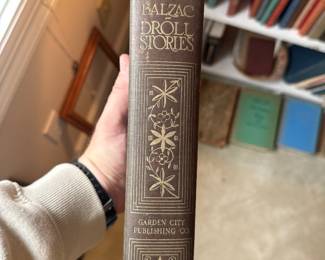 BALZAC
DROLL
STORIES
GARDEN CITY
PUBLISHING CO